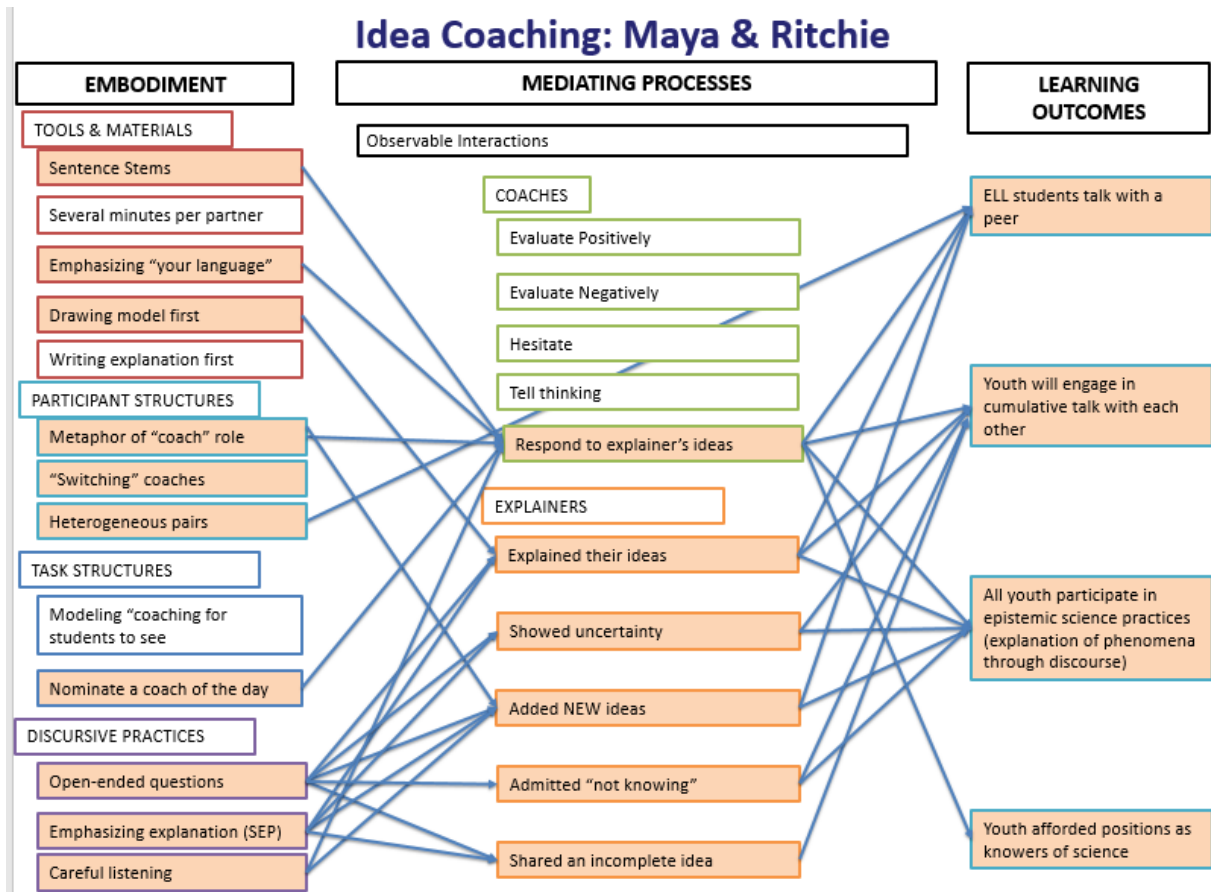 Idea Coaching: Maya & Ritchie
EMBODIMENT
TOOLS & MATERIALS
Sentence Stems
Several minutes per partner
Emphasizing “your language”
Drawing model first
Writing explanation first
PARTICIPANT STRUCTURES
Metaphor of “coach” role
“Switching” coaches
Heterogeneous pairs
TASK STRUCTURES
Modeling “coaching for
students to see
Nominate a coach of the day
DISCURSIVE PRACTICES
Open-ended questions
Emphasizing explanation (SEP)
Careful listening
MEDIATING PROCESSES
Observable Interactions
COACHES
Evaluate Positively
Evaluate Negatively
Hesitate
Tell thinking
Respond to explainer’s ideas
EXPLAINERS
Explained their ideas
Showed uncertainty
Added NEW ideas
Admitted “not knowing”
Shared an incomplete idea
LEARNING
OUTCOMES
ELL students talk with a
peer
Youth will engage in
cumulative talk with each
other
All youth participate in
epistemic science practices
(explanation of phenomena
through discourse)
Youth afforded positions as
knowers of science